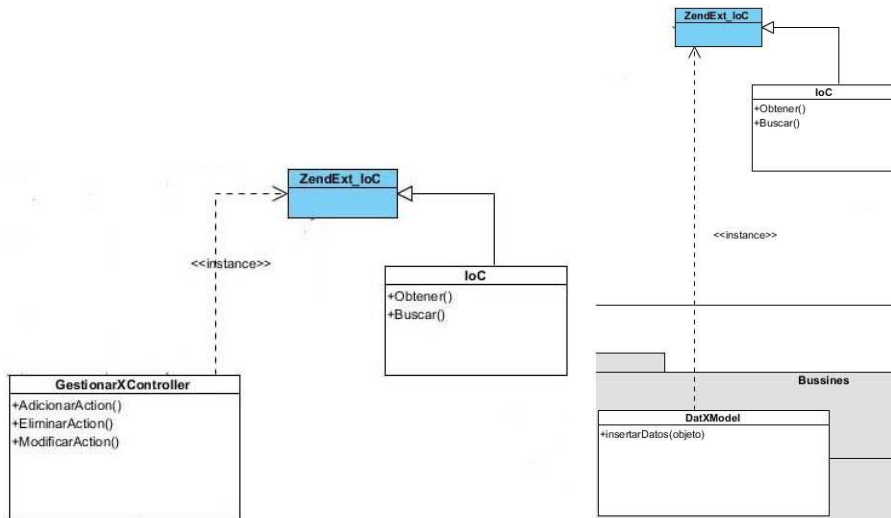 ZendExt_IoC
<<instance>>
IoC
+Obtener()
+Buscar()
GestionarXController
+AdicionarAction()
+EliminarAction()
+ModificarAction()
ZendExt_IoC
IoC
+Obtener()
+Buscar()
<<instance>>
Bussines
DatXModel
+insertarDatos(objeto)